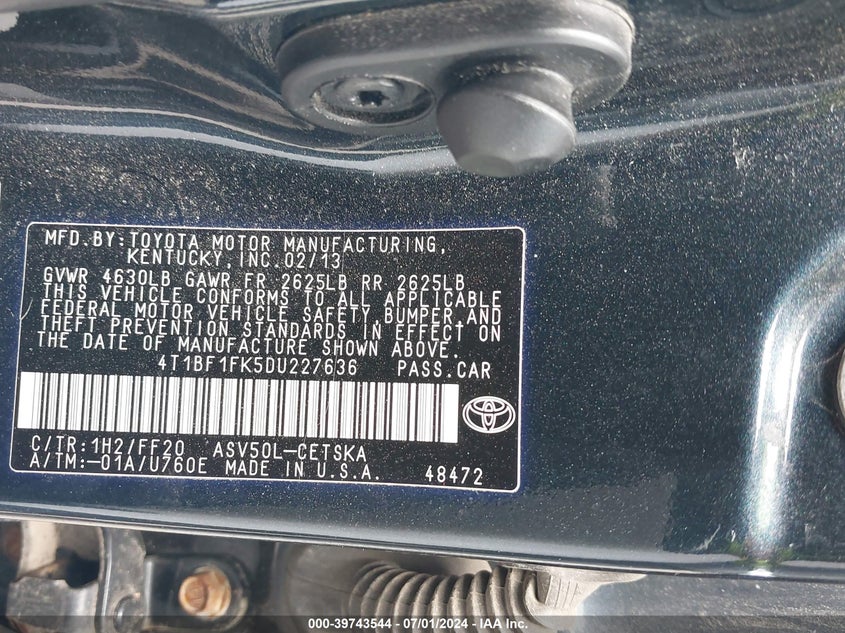 MFD.BY:TOYOTA MOTOR MANUFACTURING,
KENTUCKY,INC.02/13
GVWR 4630LB GAWR FR 2625LB RR 2625LB
THIS VEHICLE CONFORMS TO ALL APPLICABLE
FEDERAL MOTOR VEHICLE SAFETY,BUMPER,AND
THEFT PREVENTION STANDARDS IN EFFECT ON
THE DATE OF MANUFACTURE SHOWN ABOVE.
4T1BF1FK5DU227636 PASS.CAR
C/TR:1H2/FF20 ASV50L-CETSKA
A/TM:-01A/U760E MADE IN U.S.A. 48472
000-39743544 / 07/01/2024 - IAA Inc.